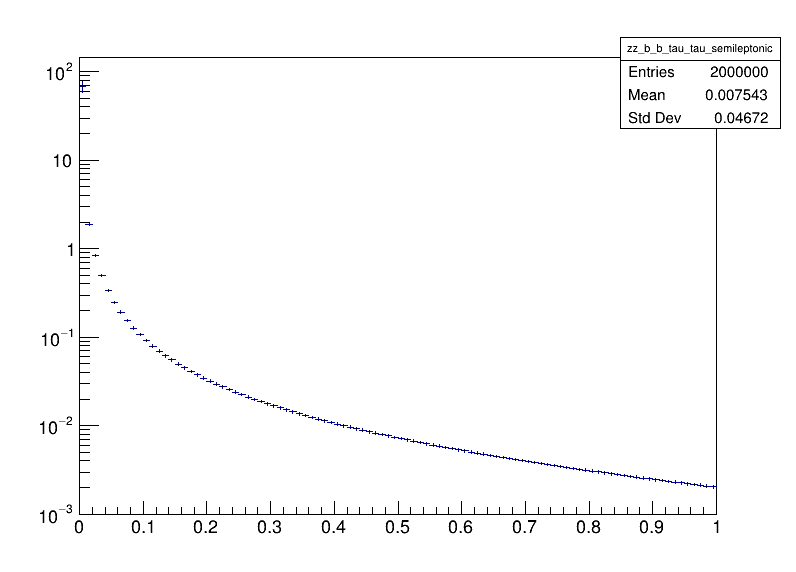 zz_b_b_tau_tau_semileptonic
Entries 2000000
Mean 0.007543
Std Dev 0.04672
10²
10
1
10⁻¹
10⁻²
10⁻³
0 0.1 0.2 0.3 0.4 0.5 0.6 0.7 0.8 0.9 1